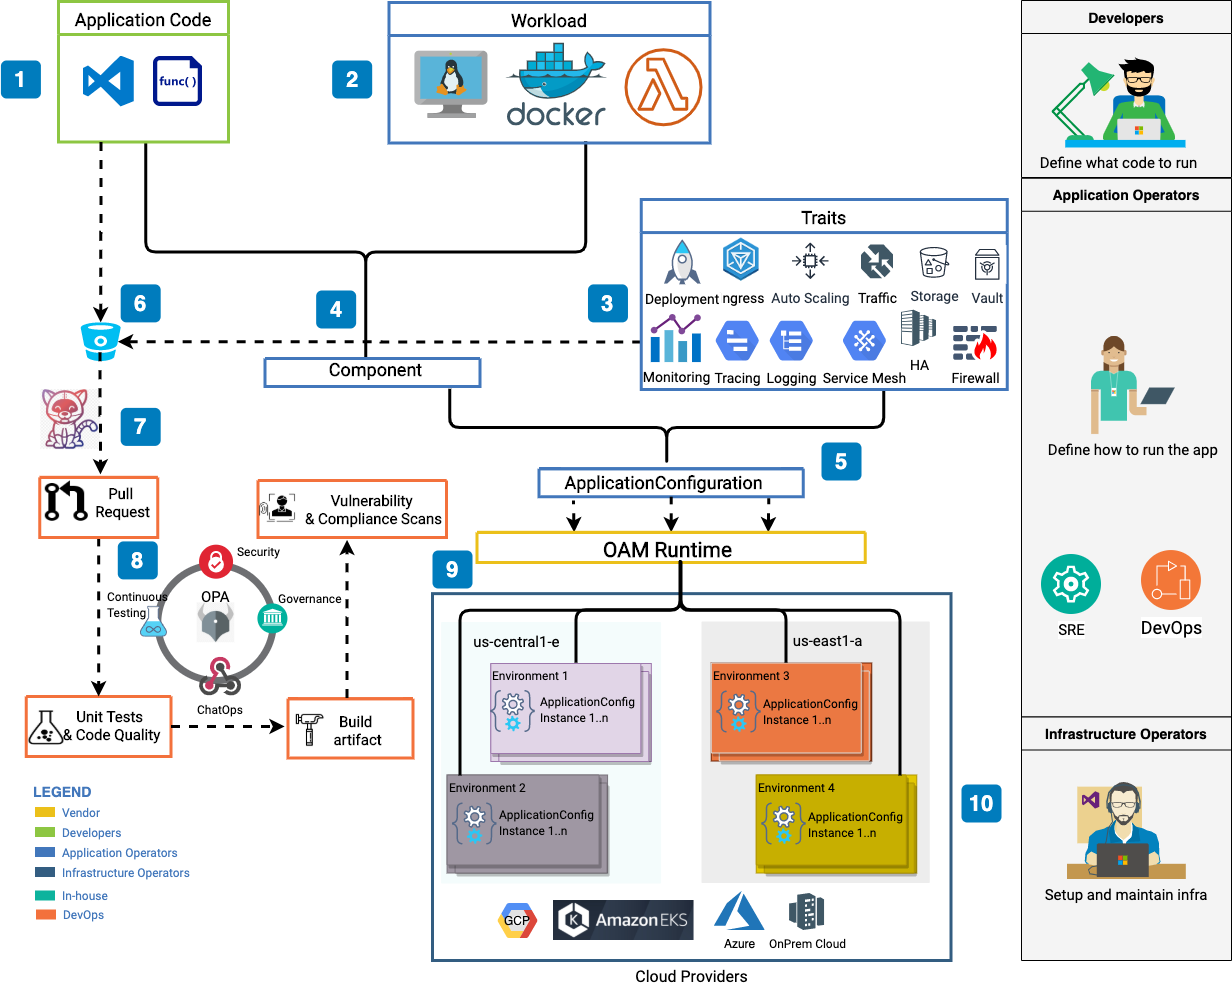 Application Code
Workload
Developers
1
func( )
2
docker
Define what code to run
Application Operators
Traits
Deployment
ngress
Auto Scaling
Traffic
Storage
Vault
6
4
3
Monitoring
Tracing
Logging
Service Mesh
HA
Firewall
Component
7
5
Define how to run the app
ApplicationConfiguration
Pull
Request
Vulnerability
& Compliance Scans
OAM Runtime
8
Security
9
Continuous
Testing
OPA
Governance
SRE
DevOps
us-central1-e
us-east1-a
Environment 1
ApplicationConfig
Instance 1..n
Environment 3
ApplicationConfig
Instance 1..n
ChatOps
Unit Tests
& Code Quality
Build
artifact
Infrastructure Operators
Environment 2
ApplicationConfig
Instance 1..n
Environment 4
ApplicationConfig
Instance 1..n
10
LEGEND
Vendor
Developers
Application Operators
Infrastructure Operators
In-house
DevOps
Setup and maintain infra
GCP
K
Amazon EKS
Azure
OnPrem Cloud
Cloud Providers